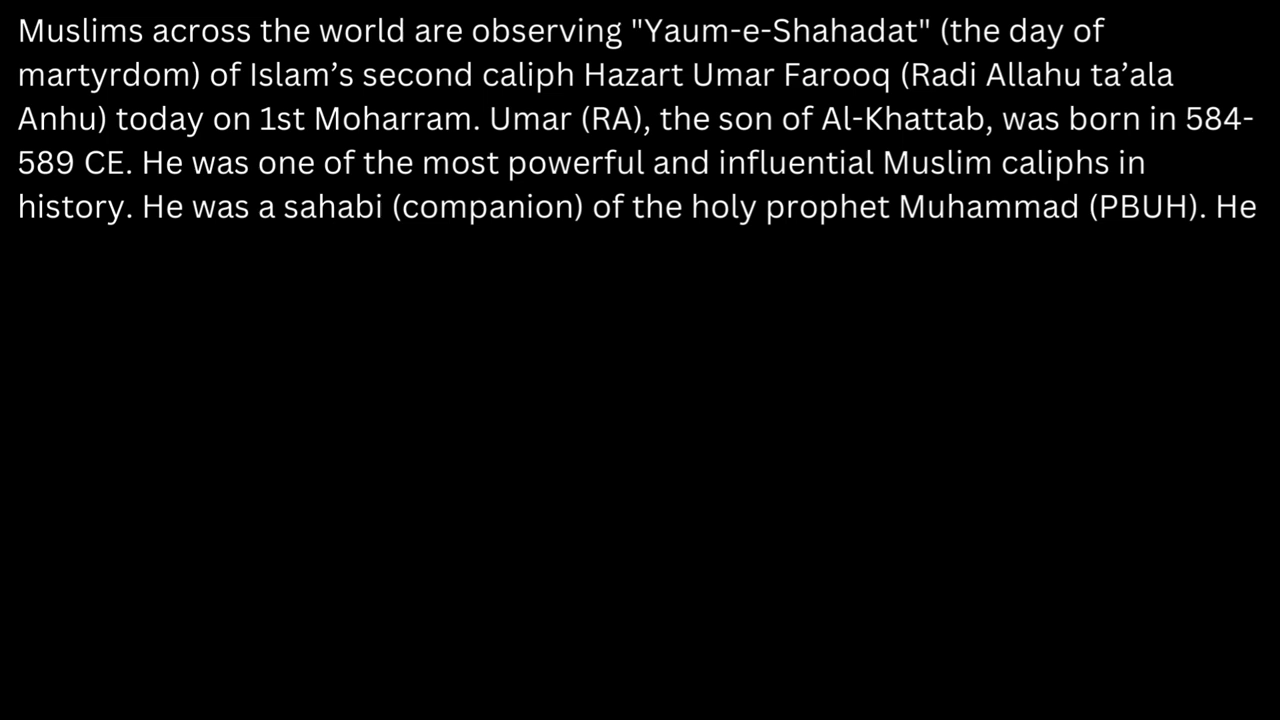 Muslims across the world are observing "Yaum-e-Shahadat" (the day of
martyrdom) of Islam’s second caliph Hazart Umar Farooq (Radi Allahu ta’ala
Anhu) today on 1st Moharram. Umar (RA), the son of Al-Khattab, was born in 584-
589 CE. He was one of the most powerful and influential Muslim caliphs in
history. He was a sahabi (companion) of the holy prophet Muhammad (PBUH). He